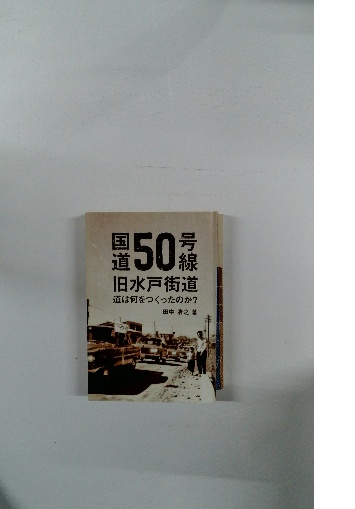 国道50号線
旧水戸街道
道は何をつくったのか?
田中 著